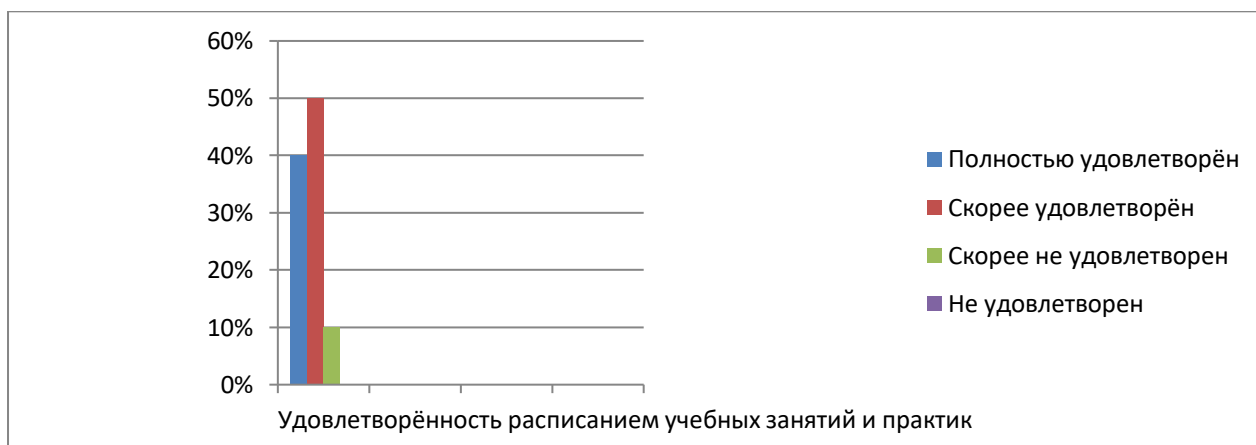 60%
50%
40%
30%
20%
10%
0%
Удовлетворённость расписанием учебных занятий и практик
Полностью удовлетворён
Скорее удовлетворён
Скорее не удовлетворен
Не удовлетворен